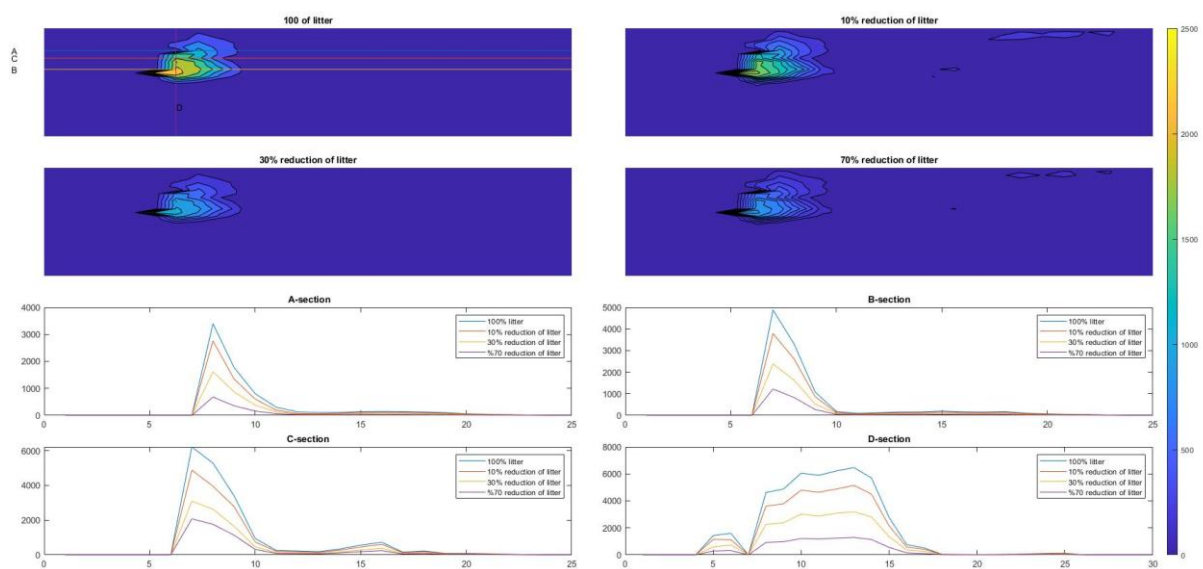 100 of litter
10% reduction of litter
A
C
B
2500
2000
1500
1000
500
0
30% reduction of litter
70% reduction of litter
A-section
4000
3000
2000
1000
0
0 5 10 15 20 25
100% litter
10% reduction of litter
30% reduction of litter
%70 reduction of litter
B-section
5000
4000
3000
2000
1000
0
0 5 10 15 20 25
100% litter
10% reduction of litter
30% reduction of litter
%70 reduction of litter
C-section
6000
4000
2000
0
0 5 10 15 20 25
100% litter
10% reduction of litter
30% reduction of litter
%70 reduction of litter
D-section
8000
6000
4000
2000
0
0 5 10 15 20 25 30
100% litter
10% reduction of litter
30% reduction of litter
%70 reduction of litter